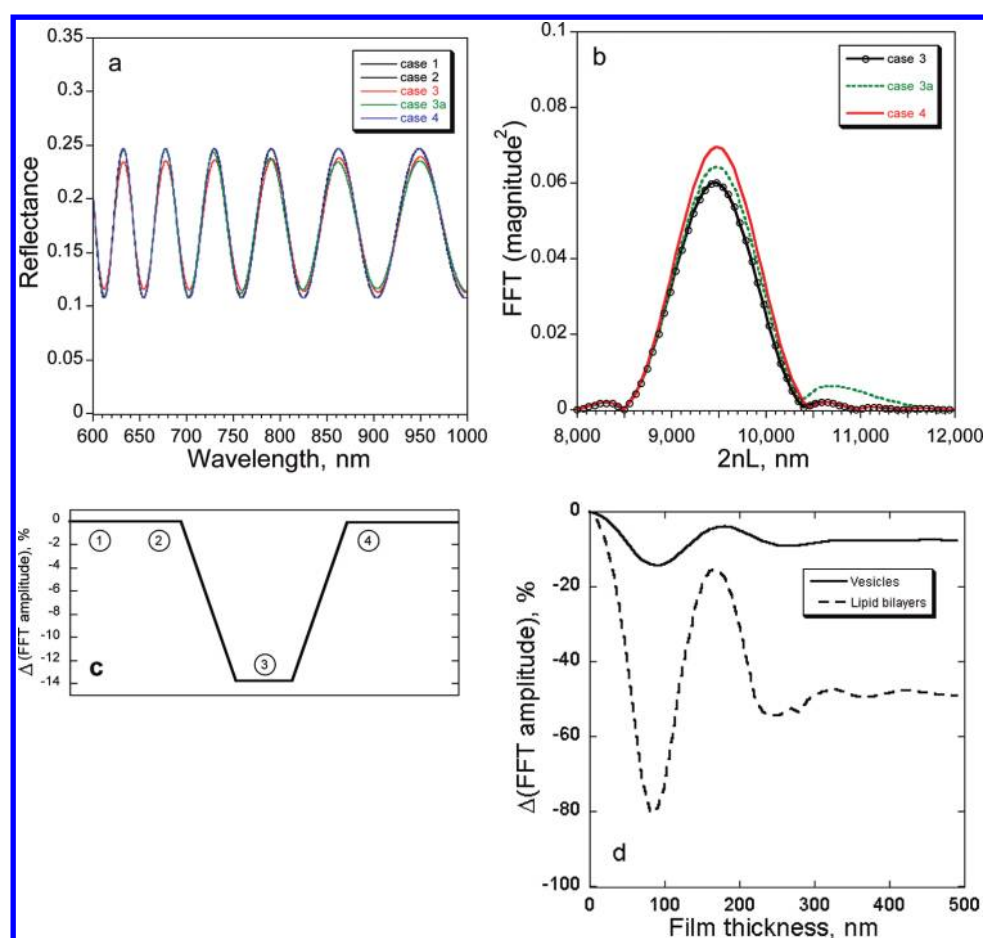 a
0.35
0.3
0.25
0.2
0.15
0.1
0.05
0
Reflectance
case 1
case 2
case 3
case 3a
case 4
600 650 700 750 800 850 900 950 1000
Wavelength, nm
b
0.1
0.08
0.06
0.04
0.02
0
FFT (magnitude²)
case 3
case 3a
case 4
8,000 9,000 10,000 11,000 12,000
2nL, nm
0
-2
-4
-6
-8
-10
-12
-14
Δ (FFT amplitude), %
1
2
3
4
c
0
-20
-40
-60
-80
-100
Δ(FFT amplitude), %
Vesicles
Lipid bilayers
d
0 100 200 300 400 500
Film thickness, nm